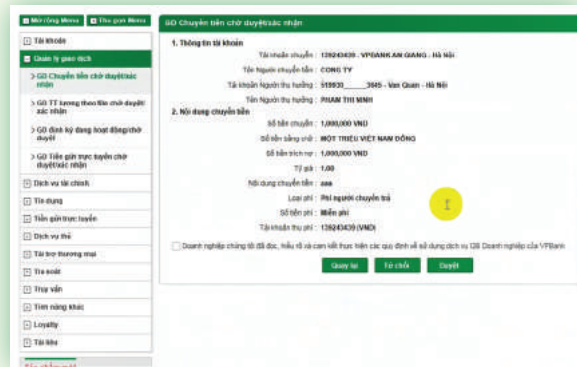 Mở rộng Menu
Thu gọn Menu
Tài khoản
Quản lý giao dịch
> GD Chuyển tiền chờ duyệt/xác nhận
> GD TT lương theo file chờ duyệt/xác nhận
> GD định kỳ đang hoạt động/chờ duyệt
> GD Tiền gửi trực tuyến chờ duyệt/xác nhận
Dịch vụ tài chính
Tín dụng
Tiền gửi trực tuyến
Dịch vụ thẻ
Tài trợ thương mại
Tra soát
Truy vấn
Tính năng khác
Loyalty
Tài liệu
GD Chuyển tiền chờ duyệt/xác nhận
1. Thông tin tài khoản
Tài khoản chuyển : 139243439 - VPBANK AN GIANG - Hà Nội
Tên Người chuyển tiền : CONG TY
Tài khoản Người thụ hưởng : 519930______3649 - Van Quan - Hà Nội
Tên Người thụ hưởng : PHAM THI MINH
2. Nội dung chuyển tiền
Số tiền chuyển : 1,000,000 VND
Số tiền bằng chữ : MỘT TRIỆU VIỆT NAM ĐỒNG
Số tiền trích nợ : 1,000,000 VND
Tỷ giá : 1.00
Nội dung chuyển tiền : aaa
Loại phí : Phí người chuyển trả
Số tiền phí : Miễn phí
Tài khoản thu phí : 139243439 (VND)
Doanh nghiệp chúng tôi đã đọc, hiểu rõ và cam kết thực hiện các quy định về sử dụng dịch vụ I2B Doanh nghiệp của VPBank
Quay lại
Từ chối
Duyệt